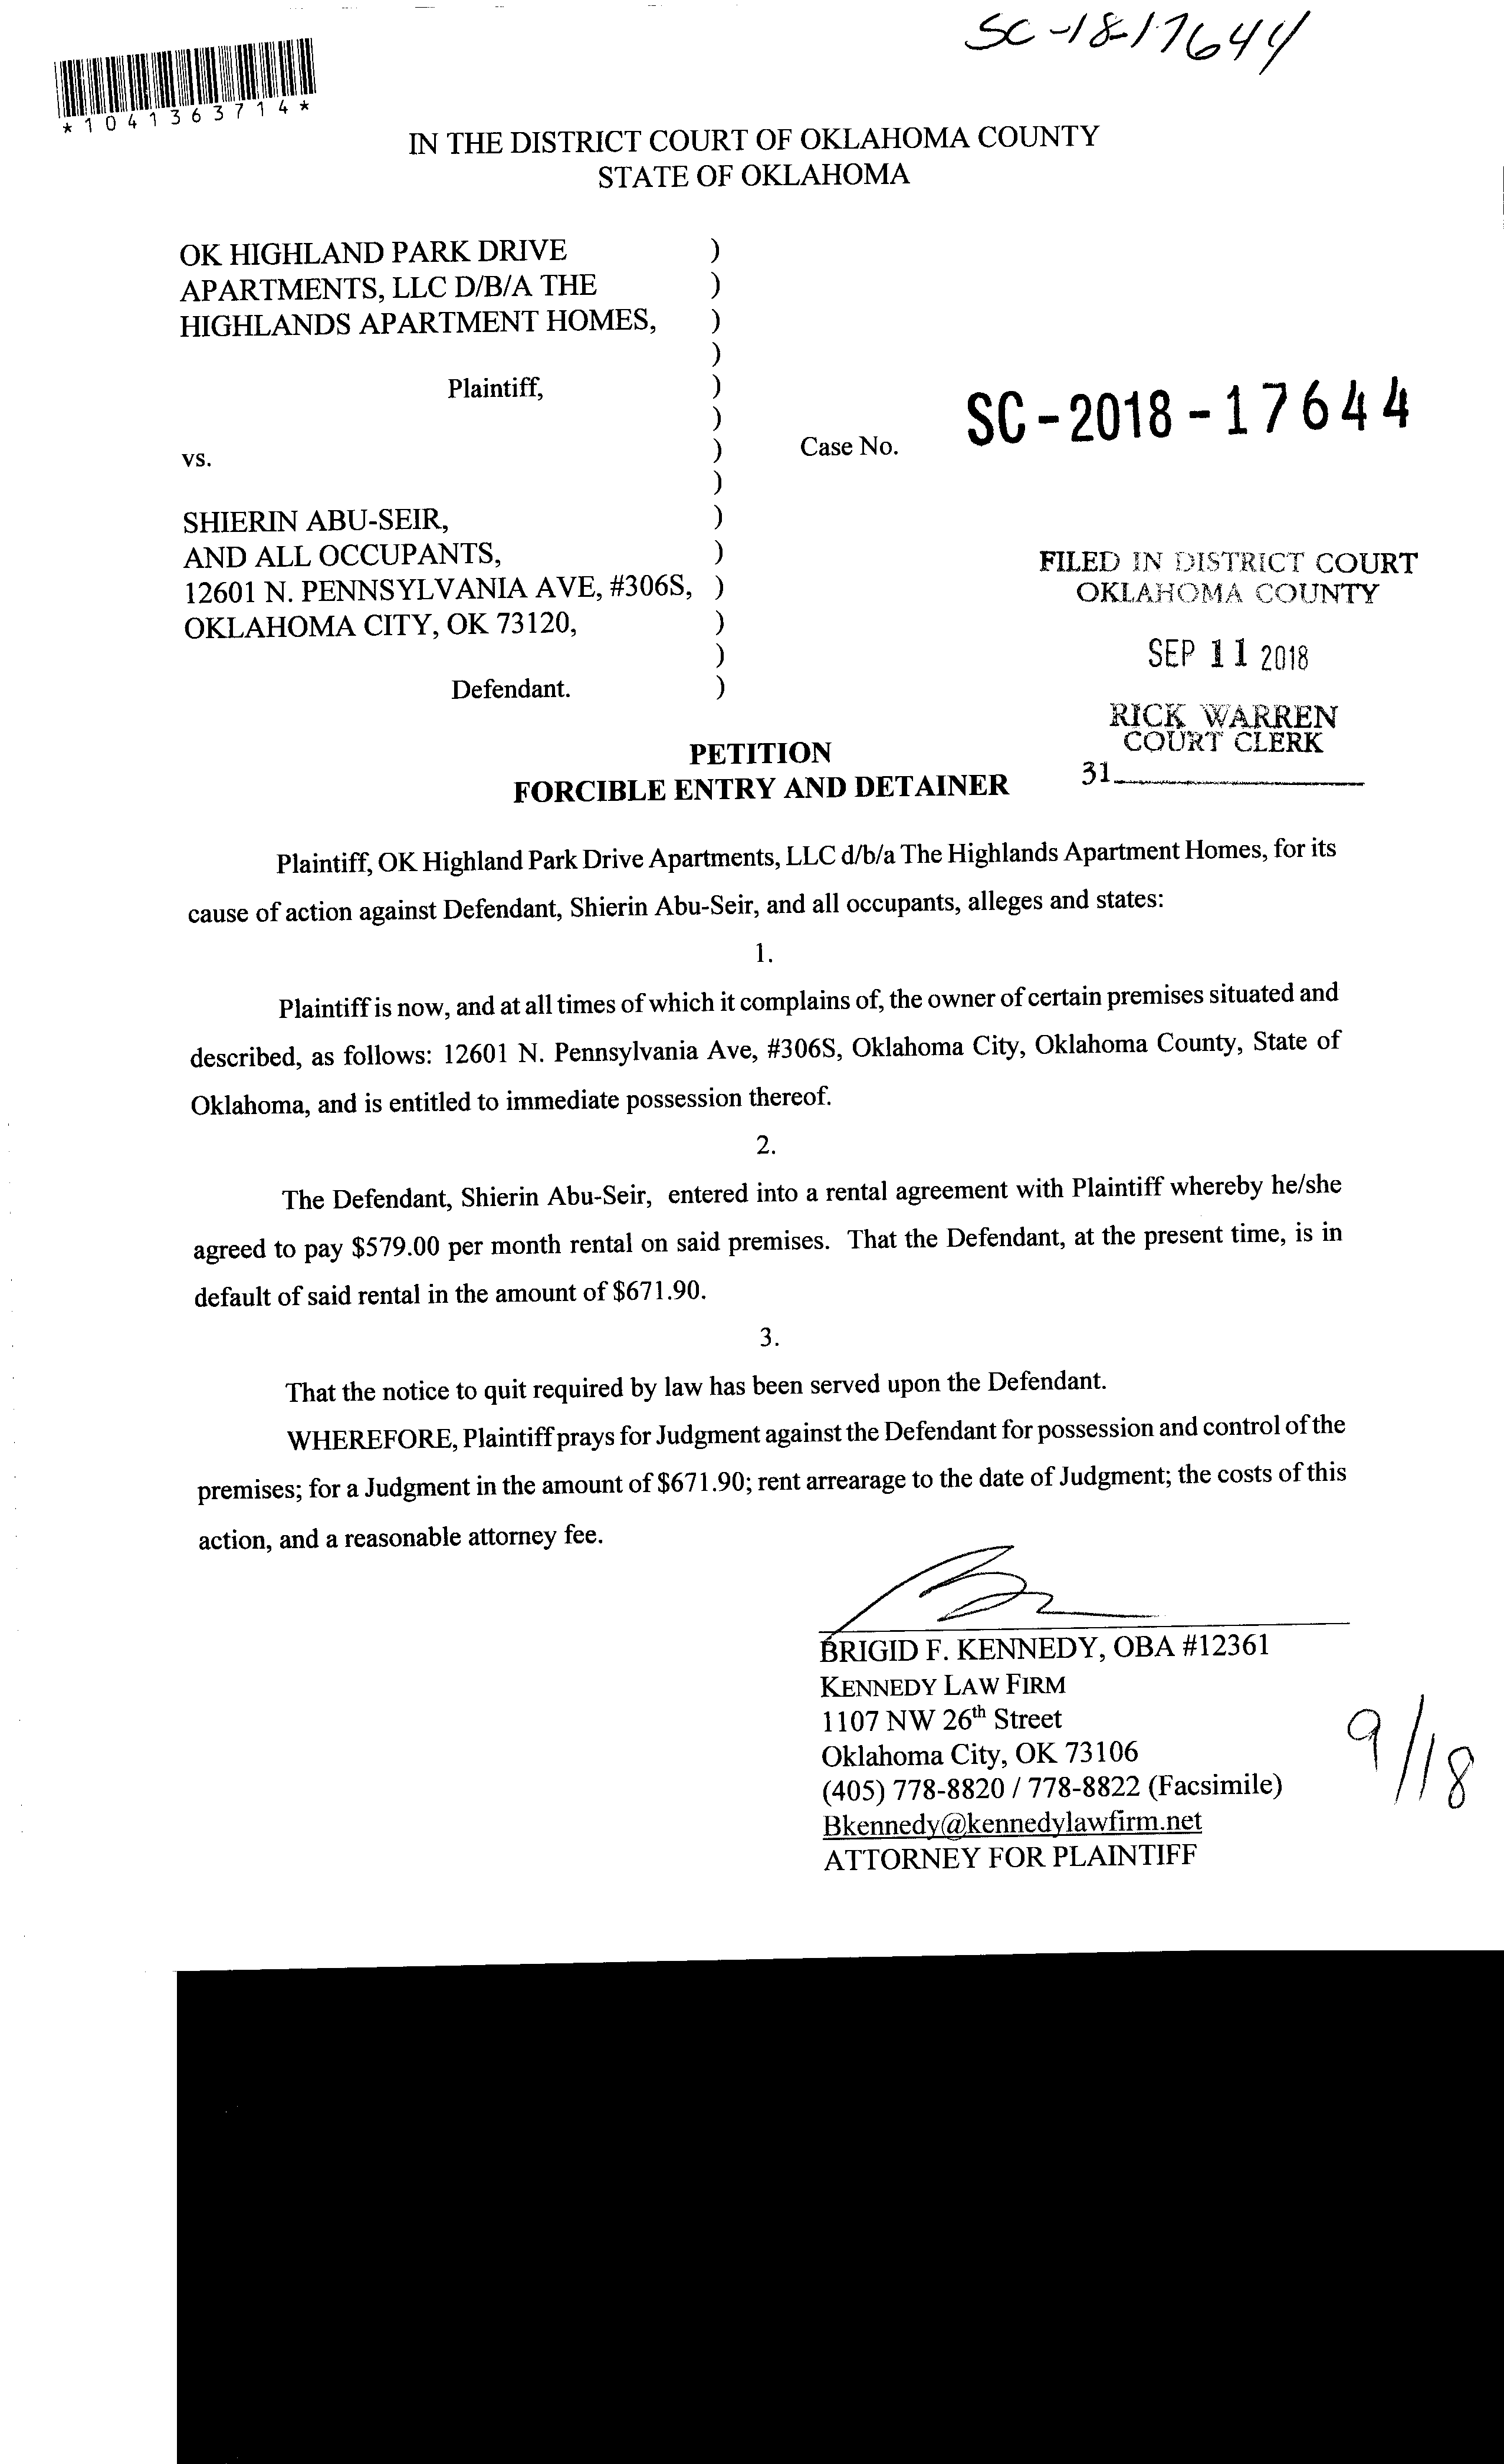 SC-18-17644
*1041363714*
IN THE DISTRICT COURT OF OKLAHOMA COUNTY
STATE OF OKLAHOMA
OK HIGHLAND PARK DRIVE )
APARTMENTS, LLC D/B/A THE )
HIGHLANDS APARTMENT HOMES, )
)
Plaintiff, )
)
vs. ) Case No. SC-2018-17644
)
SHIERIN ABU-SEIR, )
AND ALL OCCUPANTS, )
12601 N. PENNSYLVANIA AVE, #306S, )
OKLAHOMA CITY, OK 73120, )
)
Defendant. )
FILED IN DISTRICT COURT
OKLAHOMA COUNTY
SEP 11 2018
RICK WARREN
COURT CLERK
31
PETITION
FORCIBLE ENTRY AND DETAINER
Plaintiff, OK Highland Park Drive Apartments, LLC d/b/a The Highlands Apartment Homes, for its
cause of action against Defendant, Shierin Abu-Seir, and all occupants, alleges and states:
1.
Plaintiff is now, and at all times of which it complains of, the owner of certain premises situated and
described, as follows: 12601 N. Pennsylvania Ave, #306S, Oklahoma City, Oklahoma County, State of
Oklahoma, and is entitled to immediate possession thereof.
2.
The Defendant, Shierin Abu-Seir, entered into a rental agreement with Plaintiff whereby he/she
agreed to pay $579.00 per month rental on said premises. That the Defendant, at the present time, is in
default of said rental in the amount of $671.90.
3.
That the notice to quit required by law has been served upon the Defendant.
WHEREFORE, Plaintiff prays for Judgment against the Defendant for possession and control of the
premises; for a Judgment in the amount of $671.90; rent arrearage to the date of Judgment; the costs of this
action, and a reasonable attorney fee.
BRIGID F. KENNEDY, OBA #12361
KENNEDY LAW FIRM
1107 NW 26th Street
Oklahoma City, OK 73106
(405) 778-8820 / 778-8822 (Facsimile)
Bkennedy@kennedylawfirm.net
ATTORNEY FOR PLAINTIFF
9/18